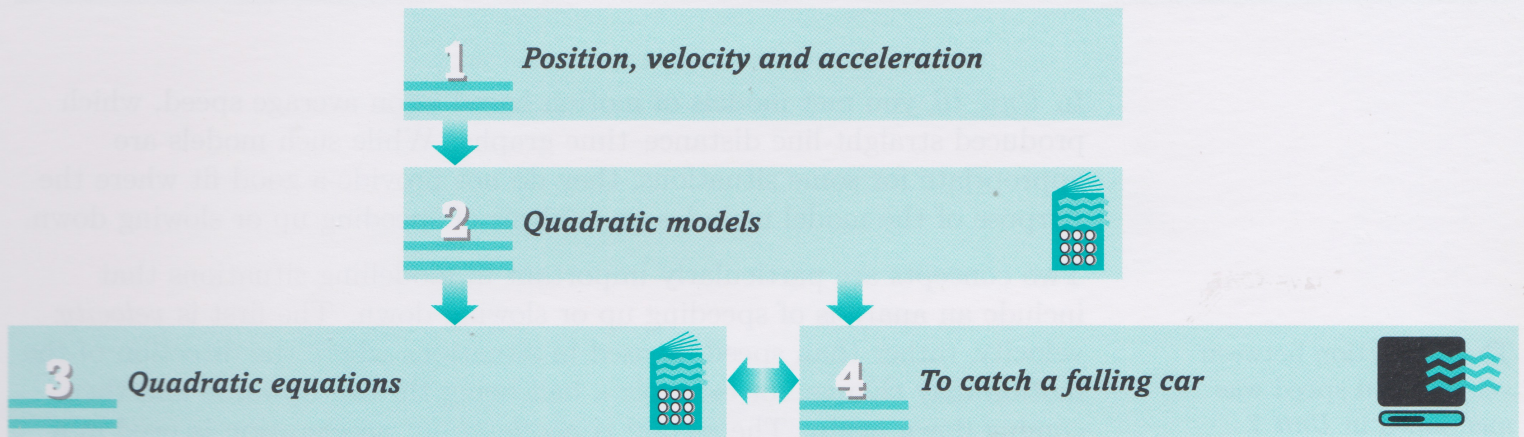 1 Position, velocity and acceleration
2 Quadratic models
3 Quadratic equations
4 To catch a falling car